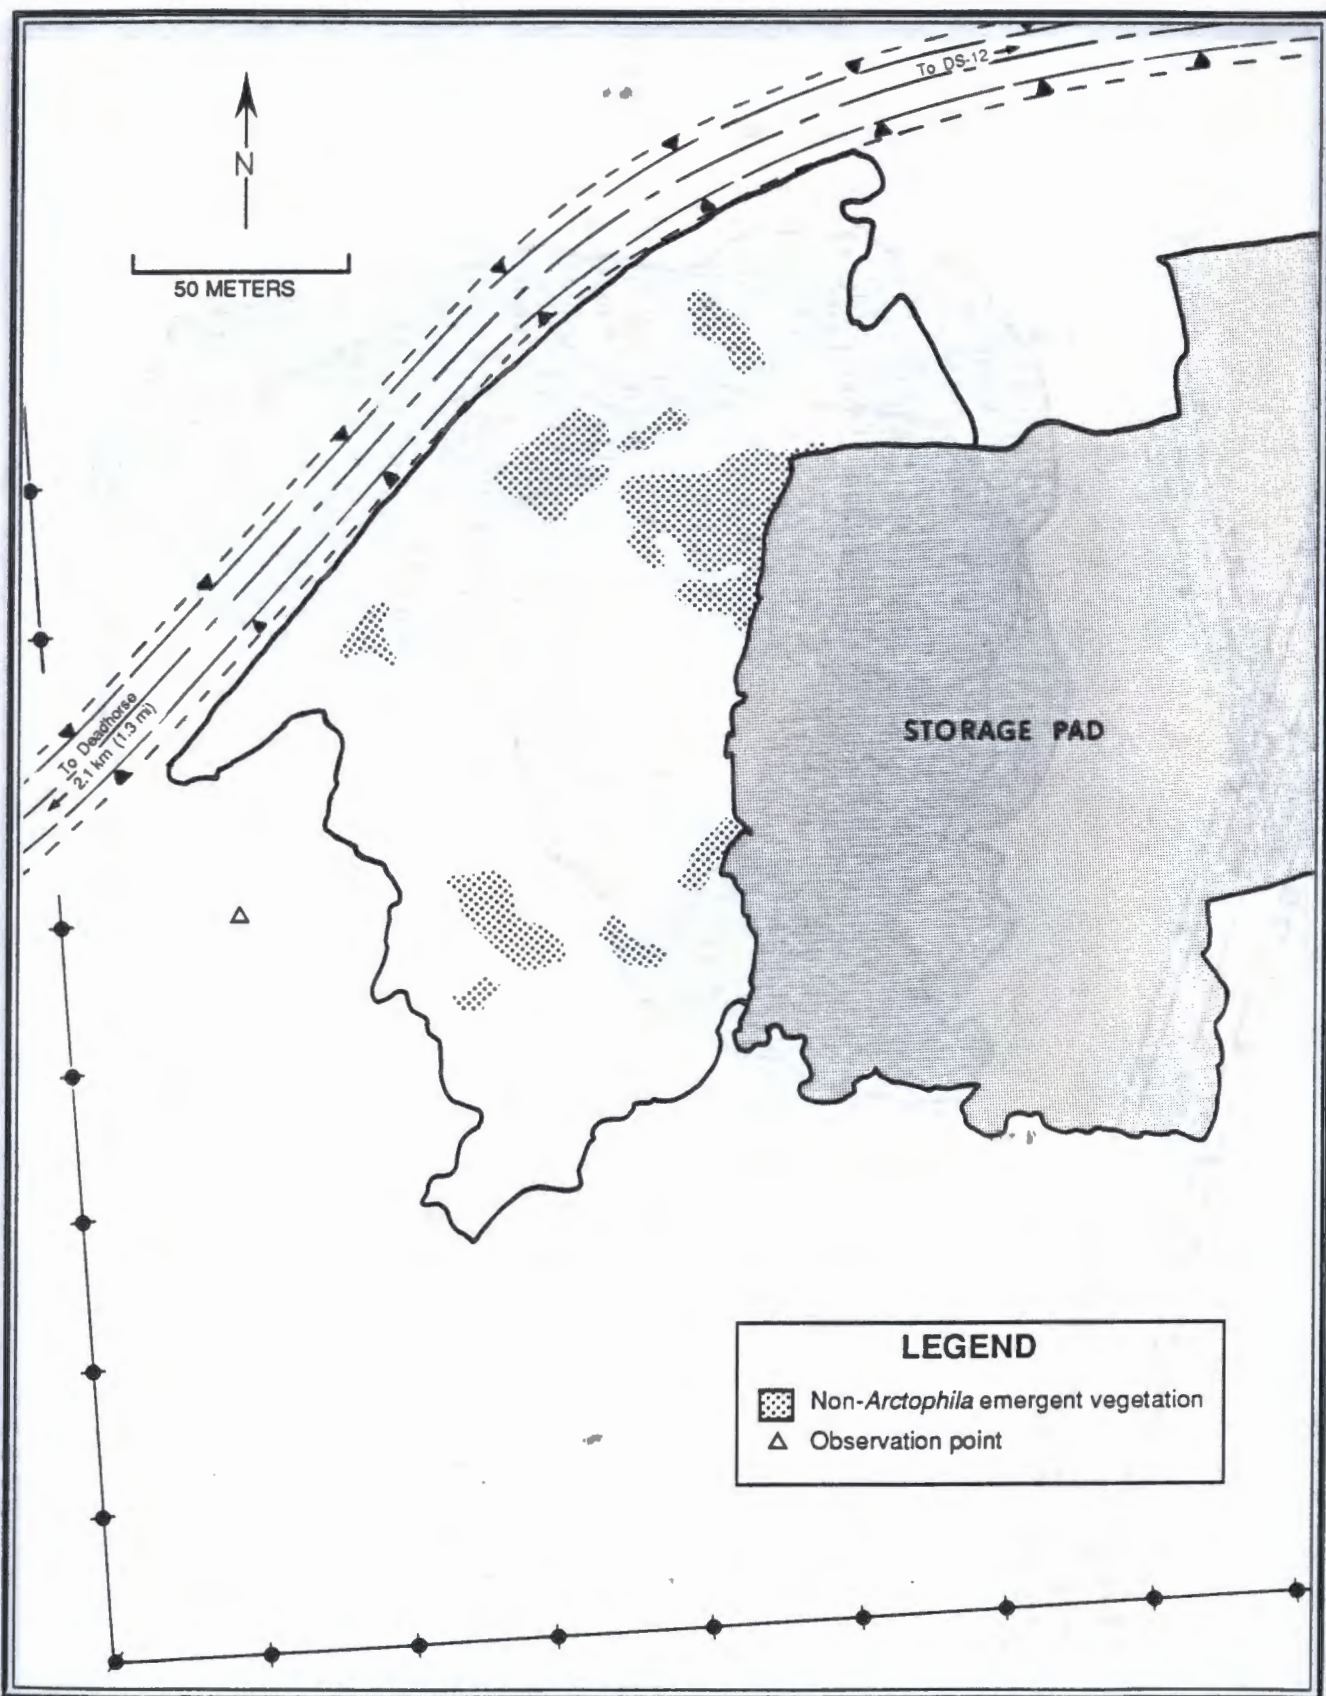 To DS-12
N
50 METERS
To Deadhorse
2.1 km (1.3 mi)
STORAGE PAD
LEGEND
Non-Arctophila emergent vegetation
Observation point